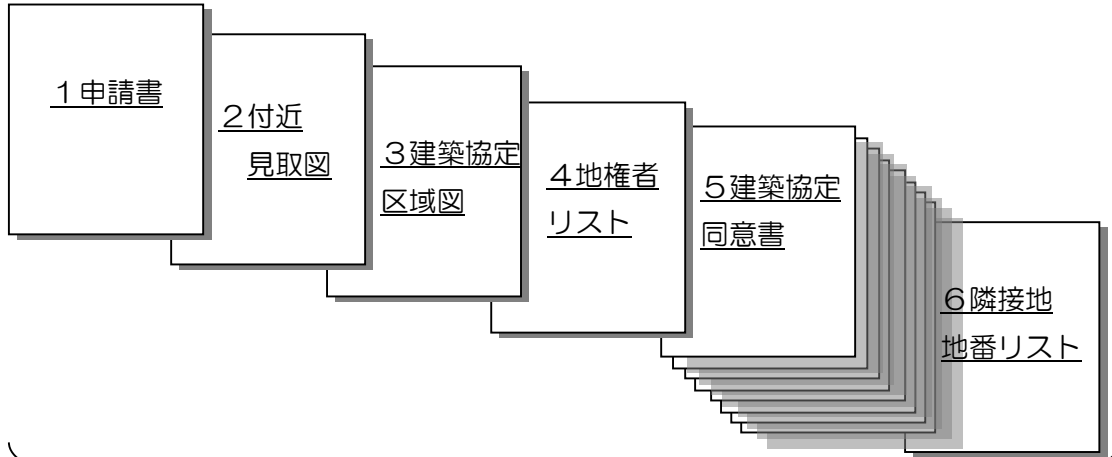 １申請書
２付近
見取図
３建築協定
区域図
４地権者
リスト
５建築協定
同意書
６隣接地
地番リスト